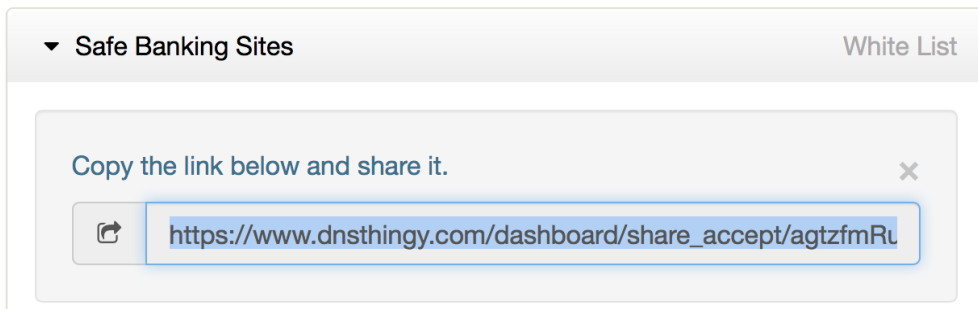 Safe Banking Sites White List
Copy the link below and share it.
https://www.dnsthingy.com/dashboard/share_accept/agtzfmRu